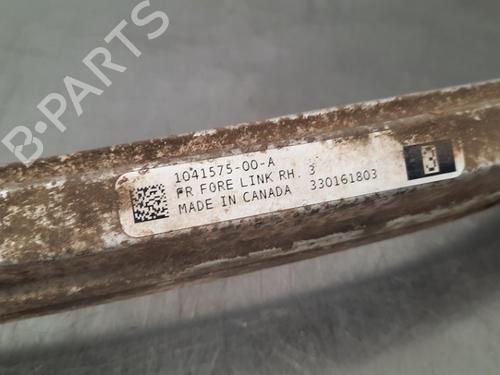 B-PARTS
1041575-00-A
FR FORE LINK RH. 3
MADE IN CANADA 330161803